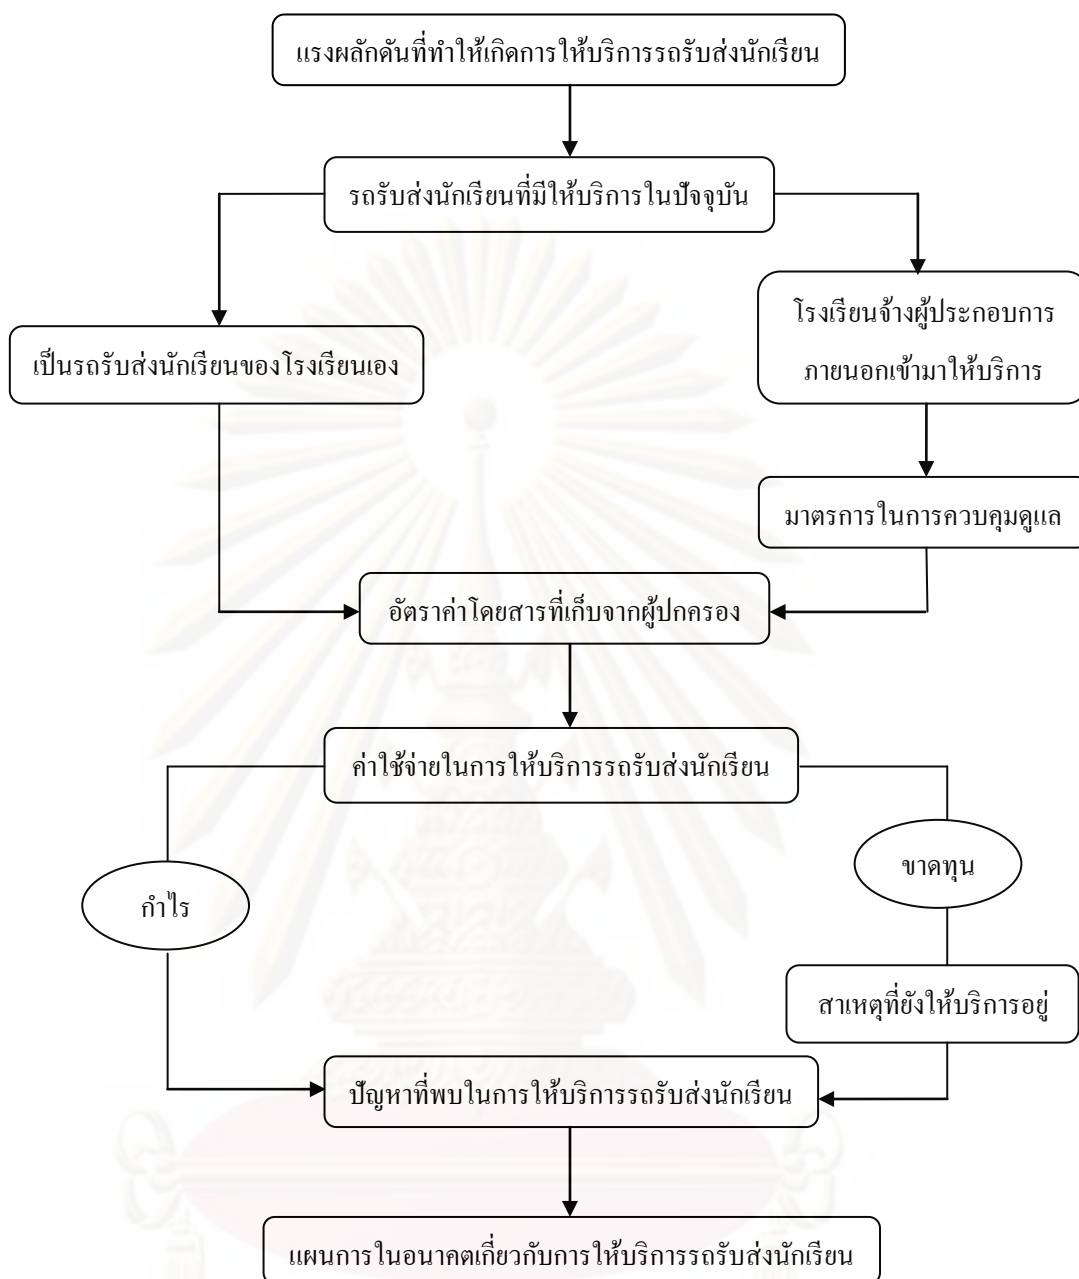 แรงผลักดันที่ทำให้เกิดการให้บริการรถรับส่งนักเรียน
รถรับส่งนักเรียนที่มีให้บริการในปัจจุบัน
เป็นรถรับส่งนักเรียนของโรงเรียนเอง
โรงเรียนจ้างผู้ประกอบการ
ภายนอกเข้ามาให้บริการ
มาตรการในการควบคุมดูแล
อัตราค่าโดยสารที่เก็บจากผู้ปกครอง
ค่าใช้จ่ายในการให้บริการรถรับส่งนักเรียน
กำไร
ขาดทุน
สาเหตุที่ยังให้บริการอยู่
ปัญหาที่พบในการให้บริการรถรับส่งนักเรียน
แผนการในอนาคตเกี่ยวกับการให้บริการรถรับส่งนักเรียน